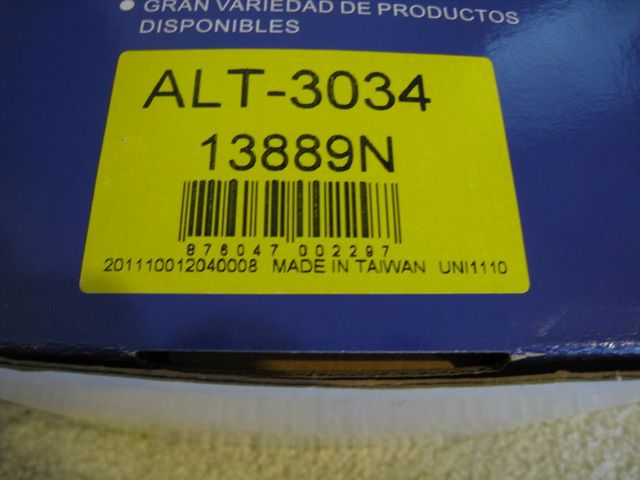 ● GRAN VARIEDAD DE PRODUCTOS
DISPONIBLES
ALT-3034
13889N
876047 002297
201110012040008 MADE IN TAIWAN UNI1110